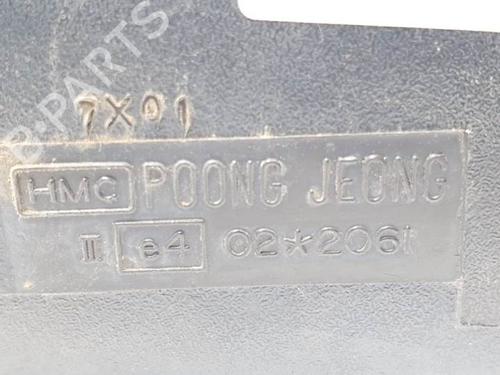 B-PARTS
7X01
HMC POONG JEONG
II e4 02*2061